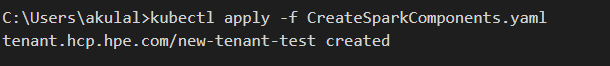 C:\Users\akulal>kubectl apply -f CreateSparkComponents.yaml
tenant.hcp.hpe.com/new-tenant-test created